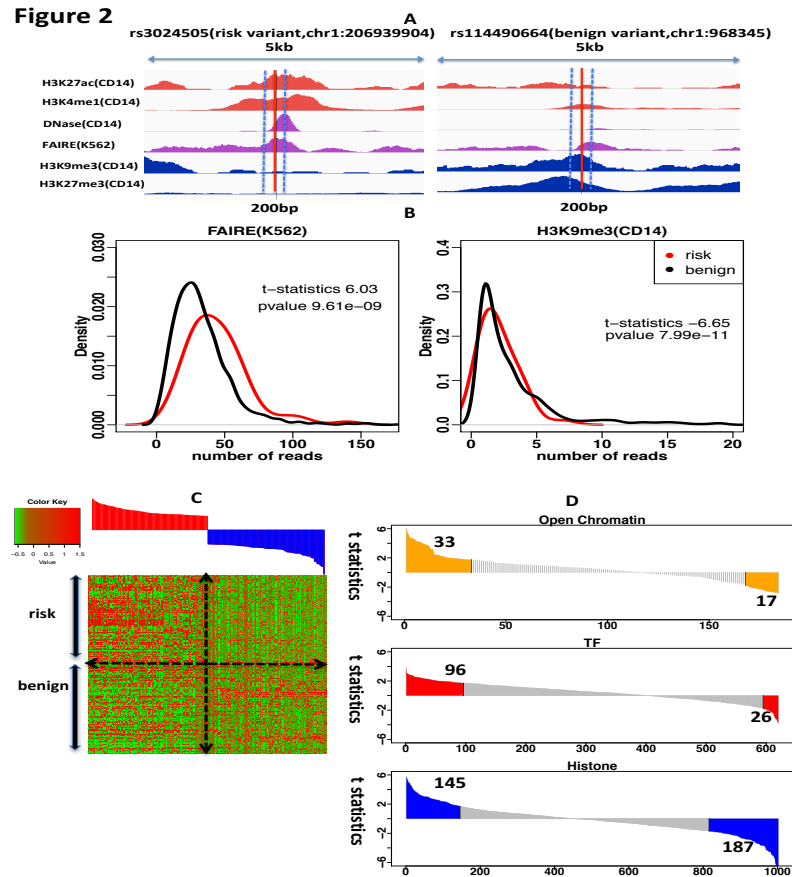 Figure 2
A
rs3024505(risk variant,chr1:206939904) rs114490664(benign variant,chr1:968345)
5kb 5kb
H3K27ac(CD14)
H3K4me1(CD14)
DNase(CD14)
FAIRE(K562)
H3K9me3(CD14)
H3K27me3(CD14)
200bp 200bp
B
FAIRE(K562) H3K9me3(CD14)
Density
0.000 0.010 0.020 0.030
t−statistics 6.03
pvalue 9.61e−09
0 50 100 150
number of reads
Density
0.0 0.1 0.2 0.3 0.4
risk
benign
t−statistics −6.65
pvalue 7.99e−11
0 5 10 15 20
number of reads
C
Color Key
−0.5 0 0.5 1 1.5
Value
risk
benign
D
Open Chromatin
t statistics
−6 −2 2 6
33
17
0 50 100 150
TF
t statistics
−6 −2 2 6
96
26
0 100 200 300 400 500 600
Histone
t statistics
−6 −2 2 6
145
187
0 200 400 600 800 1000